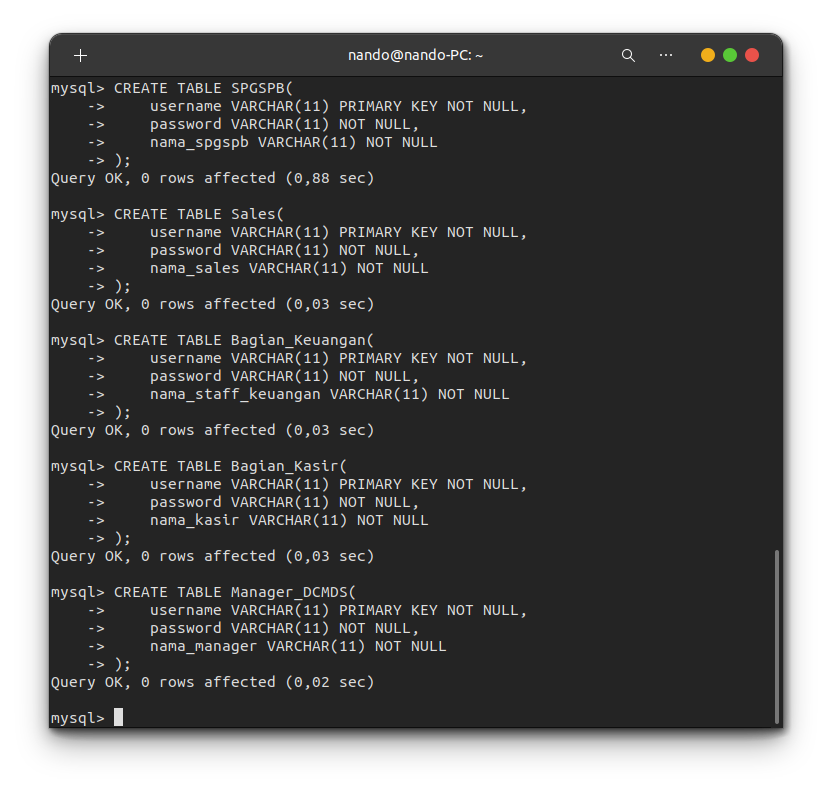 nando@nando-PC: ~
mysql> CREATE TABLE SPGSPB(
    ->     username VARCHAR(11) PRIMARY KEY NOT NULL,
    ->     password VARCHAR(11) NOT NULL,
    ->     nama_spgspb VARCHAR(11) NOT NULL
    -> );
Query OK, 0 rows affected (0,88 sec)

mysql> CREATE TABLE Sales(
    ->     username VARCHAR(11) PRIMARY KEY NOT NULL,
    ->     password VARCHAR(11) NOT NULL,
    ->     nama_sales VARCHAR(11) NOT NULL
    -> );
Query OK, 0 rows affected (0,03 sec)

mysql> CREATE TABLE Bagian_Keuangan(
    ->     username VARCHAR(11) PRIMARY KEY NOT NULL,
    ->     password VARCHAR(11) NOT NULL,
    ->     nama_staff_keuangan VARCHAR(11) NOT NULL
    -> );
Query OK, 0 rows affected (0,03 sec)

mysql> CREATE TABLE Bagian_Kasir(
    ->     username VARCHAR(11) PRIMARY KEY NOT NULL,
    ->     password VARCHAR(11) NOT NULL,
    ->     nama_kasir VARCHAR(11) NOT NULL
    -> );
Query OK, 0 rows affected (0,03 sec)

mysql> CREATE TABLE Manager_DCMDS(
    ->     username VARCHAR(11) PRIMARY KEY NOT NULL,
    ->     password VARCHAR(11) NOT NULL,
    ->     nama_manager VARCHAR(11) NOT NULL
    -> );
Query OK, 0 rows affected (0,02 sec)

mysql>